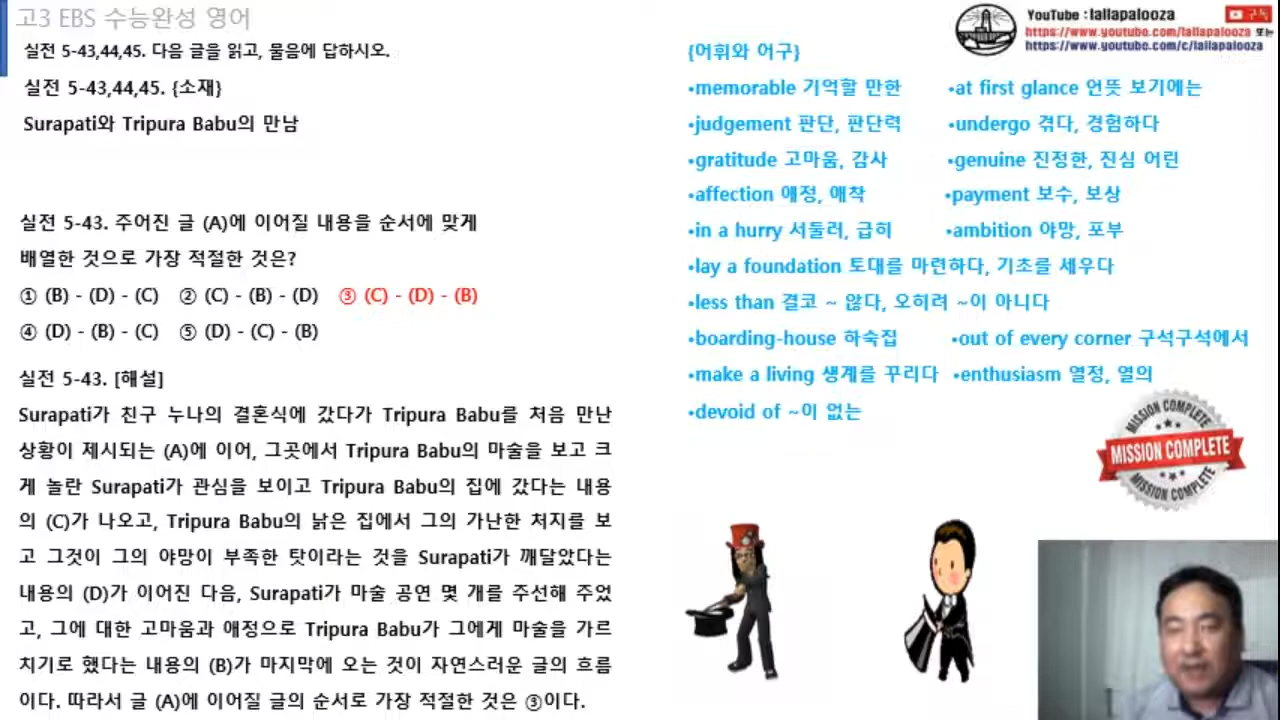 고3 EBS 수능완성 영어
실전 5-43,44,45. 다음 글을 읽고, 물음에 답하시오.
실전 5-43,44,45. {소재}
Surapati와 Tripura Babu의 만남
실전 5-43. 주어진 글 (A)에 이어질 내용을 순서에 맞게
배열한 것으로 가장 적절한 것은?
① (B) - (D) - (C) ② (C) - (B) - (D) ③ (C) - (D) - (B)
④ (D) - (B) - (C) ⑤ (D) - (C) - (B)
실전 5-43. [해설]
Surapati가 친구 누나의 결혼식에 갔다가 Tripura Babu를 처음 만난
상황이 제시되는 (A)에 이어, 그곳에서 Tripura Babu의 마술을 보고 크
게 놀란 Surapati가 관심을 보이고 Tripura Babu의 집에 갔다는 내용
의 (C)가 나오고, Tripura Babu의 낡은 집에서 그의 가난한 처지를 보
고 그것이 그의 야망이 부족한 탓이라는 것을 Surapati가 깨달았다는
내용의 (D)가 이어진 다음, Surapati가 마술 공연 몇 개를 주선해 주었
고, 그에 대한 고마움과 애정으로 Tripura Babu가 그에게 마술을 가르
치기로 했다는 내용의 (B)가 마지막에 오는 것이 자연스러운 글의 흐름
이다. 따라서 글 (A)에 이어질 글의 순서로 가장 적절한 것은 ③이다.
YouTube : lallapalooza
구독
https://www.youtube.com/lallapalooza 또는
https://www.youtube.com/c/lallapalooza
{어휘와 어구}
•memorable 기억할 만한 •at first glance 언뜻 보기에는
•judgement 판단, 판단력 •undergo 겪다, 경험하다
•gratitude 고마움, 감사 •genuine 진정한, 진심 어린
•affection 애정, 애착 •payment 보수, 보상
•in a hurry 서둘러, 급히 •ambition 야망, 포부
•lay a foundation 토대를 마련하다, 기초를 세우다
•less than 결코 ~ 않다, 오히려 ~이 아니다
•boarding-house 하숙집 •out of every corner 구석구석에서
•make a living 생계를 꾸리다 •enthusiasm 열정, 열의
•devoid of ~이 없는
MISSION COMPLETE
MISSION COMPLETE
MISSION COMPLETE